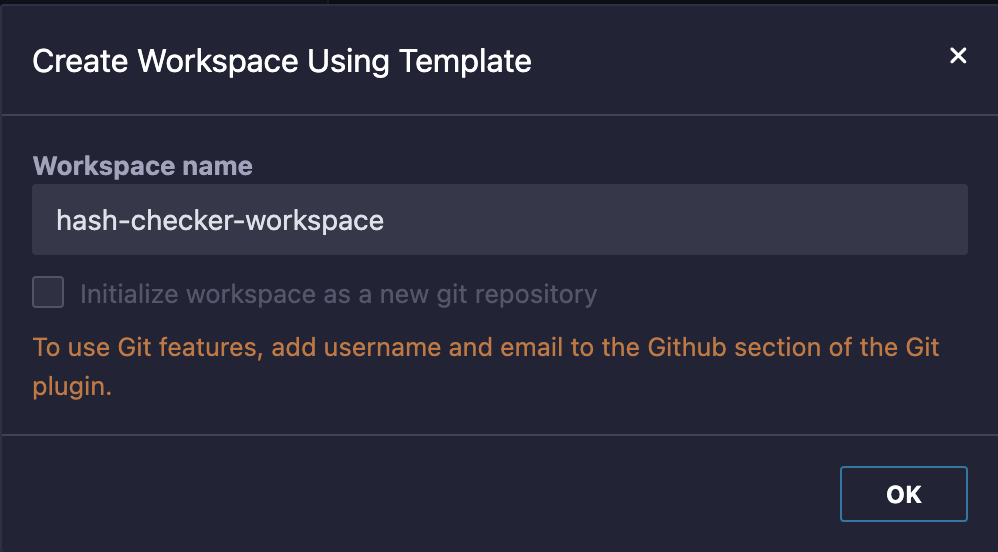 Create Workspace Using Template
Workspace name
hash-checker-workspace
Initialize workspace as a new git repository
To use Git features, add username and email to the Github section of the Git
plugin.
OK